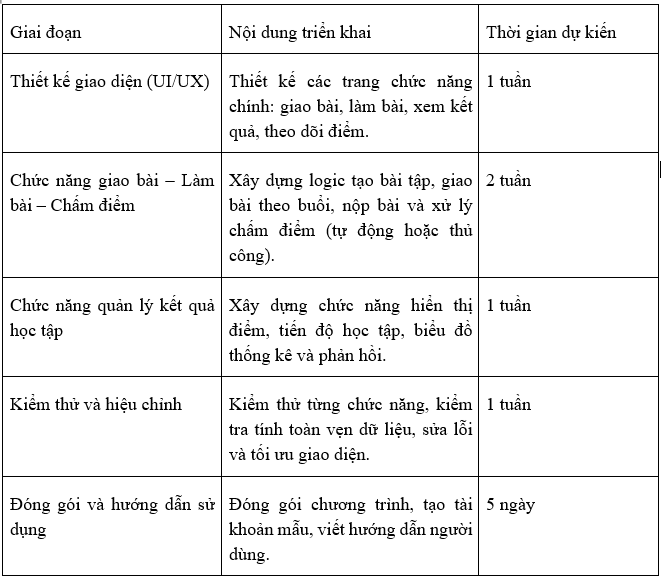 Giai đoạn
Nội dung triển khai
Thời gian dự kiến
Thiết kế giao diện (UI/UX)
Thiết kế các trang chức năng
chính: giao bài, làm bài, xem kết
quả, theo dõi điểm.
1 tuần
Chức năng giao bài – Làm
bài – Chấm điểm
Xây dựng logic tạo bài tập, giao
bài theo buổi, nộp bài và xử lý
chấm điểm (tự động hoặc thủ
công).
2 tuần
Chức năng quản lý kết quả
học tập
Xây dựng chức năng hiển thị
điểm, tiến độ học tập, biểu đồ
thống kê và phản hồi.
1 tuần
Kiểm thử và hiệu chỉnh
Kiểm thử từng chức năng, kiểm
tra tính toàn vẹn dữ liệu, sửa lỗi
và tối ưu giao diện.
1 tuần
Đóng gói và hướng dẫn sử
dụng
Đóng gói chương trình, tạo tài
khoản mẫu, viết hướng dẫn người
dùng.
5 ngày